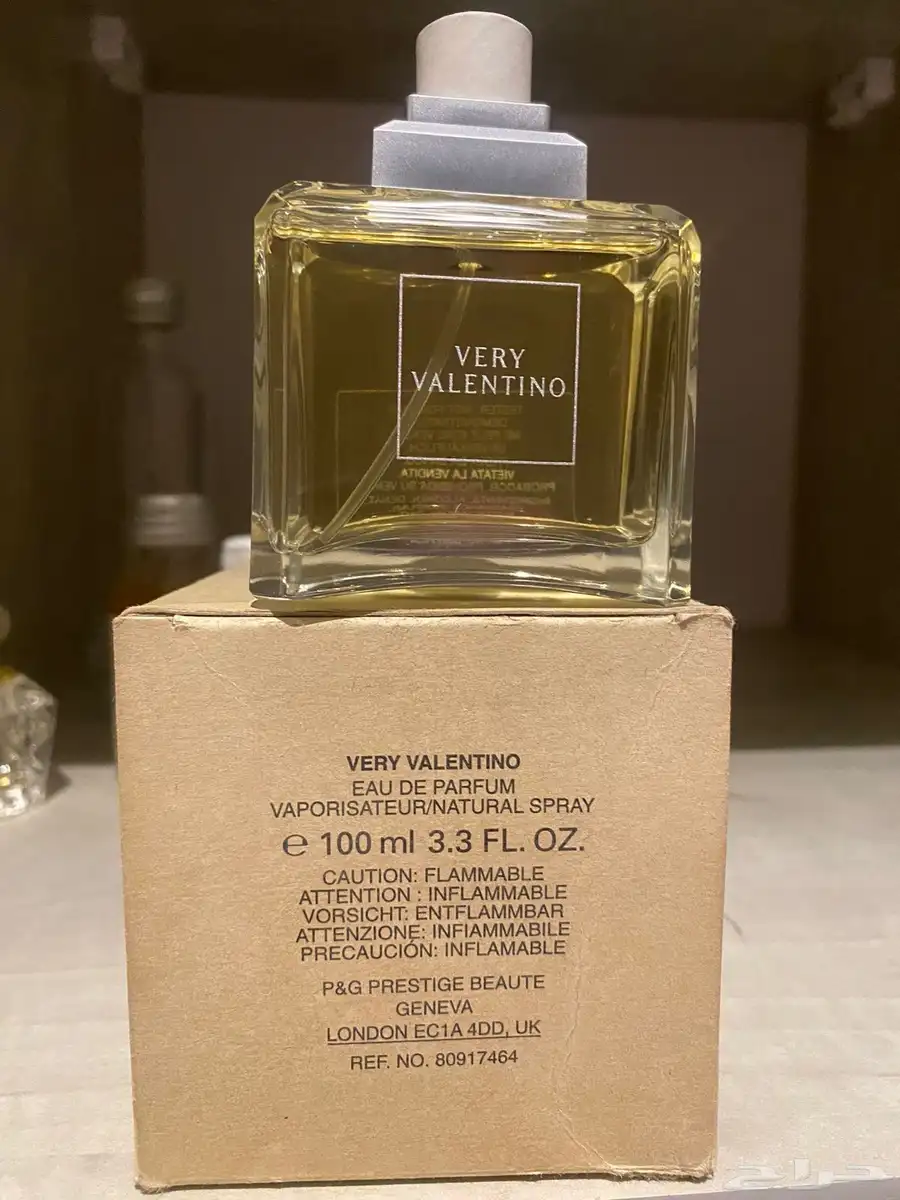 VERY
VALENTINO
VIETATA LA VENDITA
VERY VALENTINO
EAU DE PARFUM
VAPORISATEUR/NATURAL SPRAY
℮ 100 ml 3.3 FL. OZ.
CAUTION: FLAMMABLE
ATTENTION : INFLAMMABLE
VORSICHT: ENTFLAMMBAR
ATTENZIONE: INFIAMMABILE
PRECAUCIÓN: INFLAMABLE
P&G PRESTIGE BEAUTE
GENEVA
LONDON EC1A 4DD, UK
REF. NO. 80917464
حراج